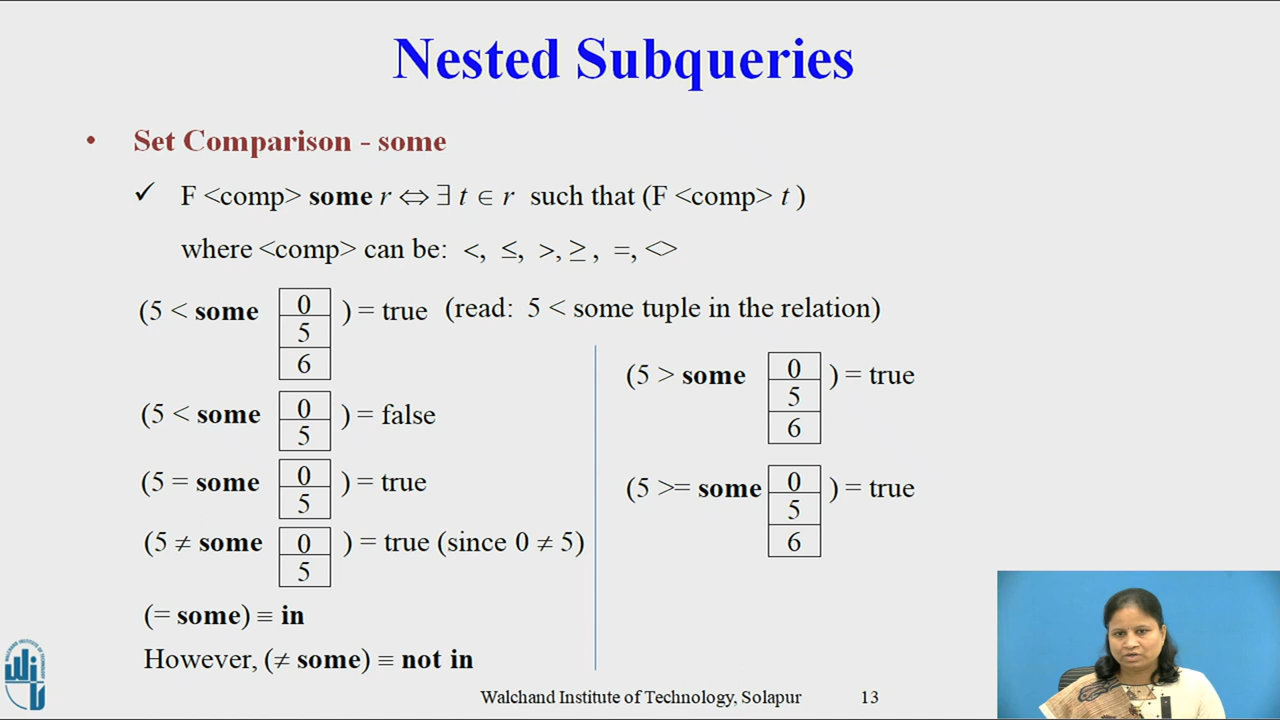 Nested Subqueries
• Set Comparison - some
✓ F <comp> some r ⇔ ∃ t ∈ r such that (F <comp> t )
where <comp> can be: <, ≤, >, ≥ , =, <>
(5 < some
0
5
6
) = true (read: 5 < some tuple in the relation)
(5 < some
0
5
) = false
(5 = some
0
5
) = true
(5 ≠ some
0
5
) = true (since 0 ≠ 5)
(= some) ≡ in
However, (≠ some) ≡ not in
(5 > some
0
5
6
) = true
(5 >= some
0
5
6
) = true
Walchand Institute of Technology, Solapur 13